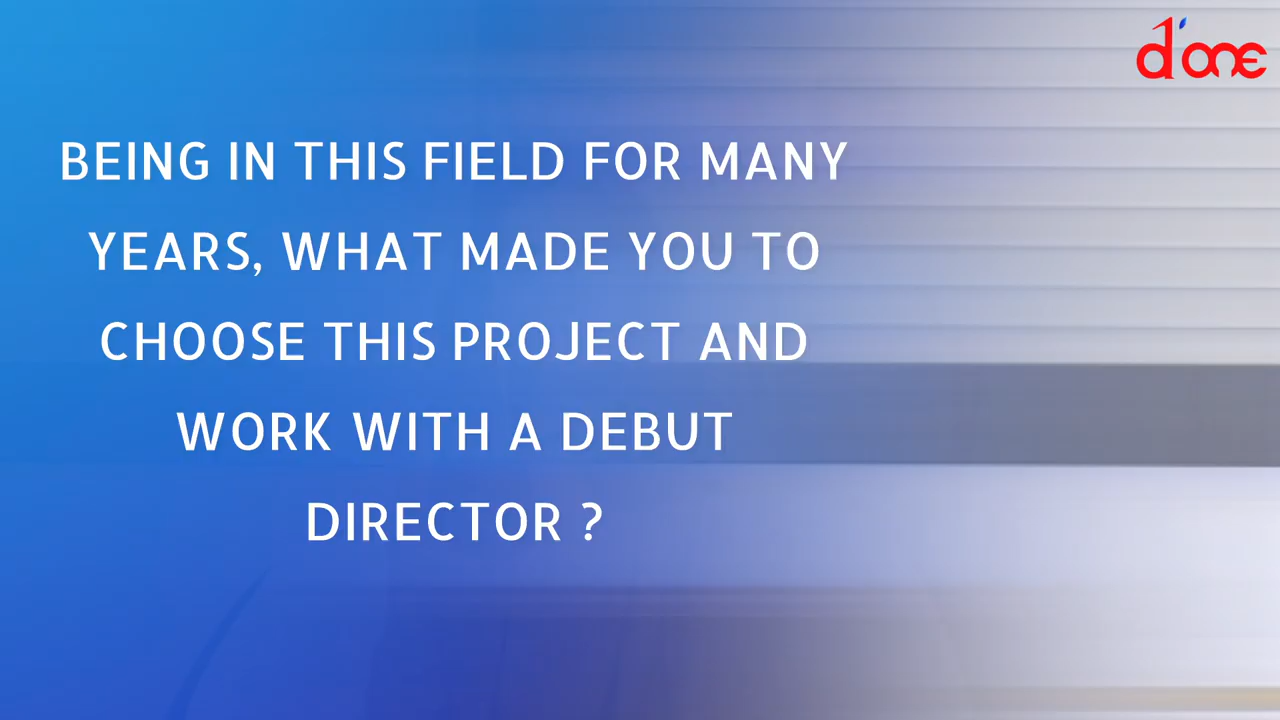 d'one
BEING IN THIS FIELD FOR MANY
YEARS, WHAT MADE YOU TO
CHOOSE THIS PROJECT AND
WORK WITH A DEBUT
DIRECTOR ?